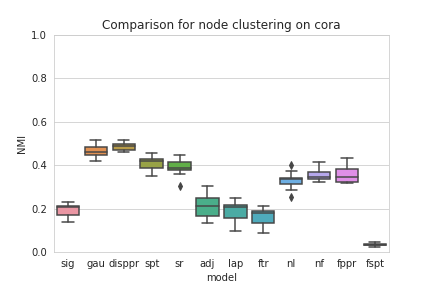 Comparison for node clustering on cora
1.0
0.8
0.6
NMI
0.4
0.2
0.0
sig gau disppr spt sr adj lap ftr nl nf fppr fspt
model